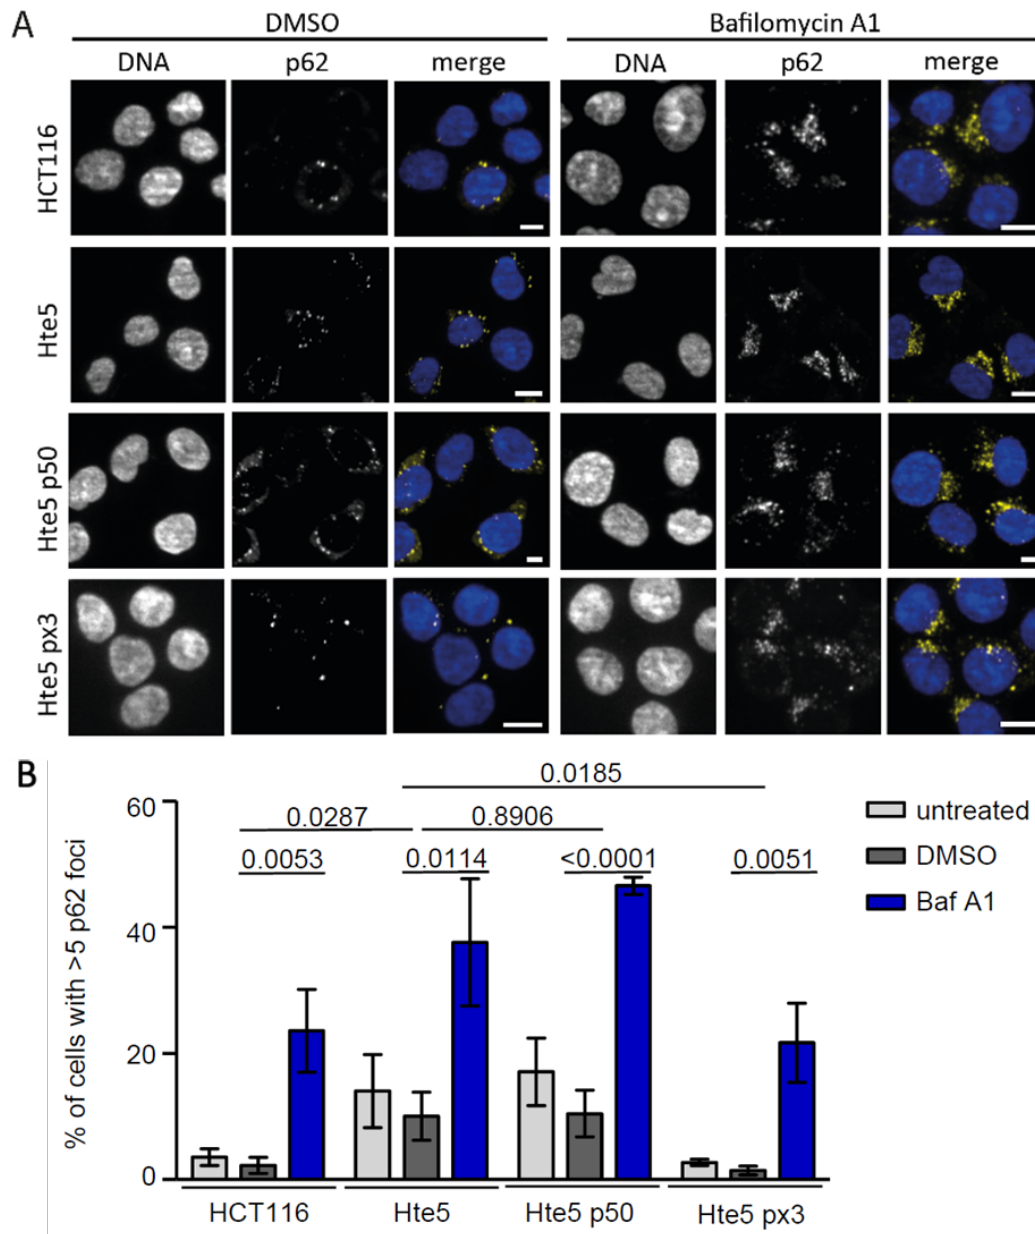 A
DMSO
Bafilomycin A1
DNA
p62
merge
DNA
p62
merge
HCT116
Hte5
Hte5 p50
Hte5 px3
B
% of cells with >5 p62 foci
60
40
20
0
0.0185
0.0287
0.8906
0.0053
0.0114
<0.0001
0.0051
untreated
DMSO
Baf A1
HCT116
Hte5
Hte5 p50
Hte5 px3